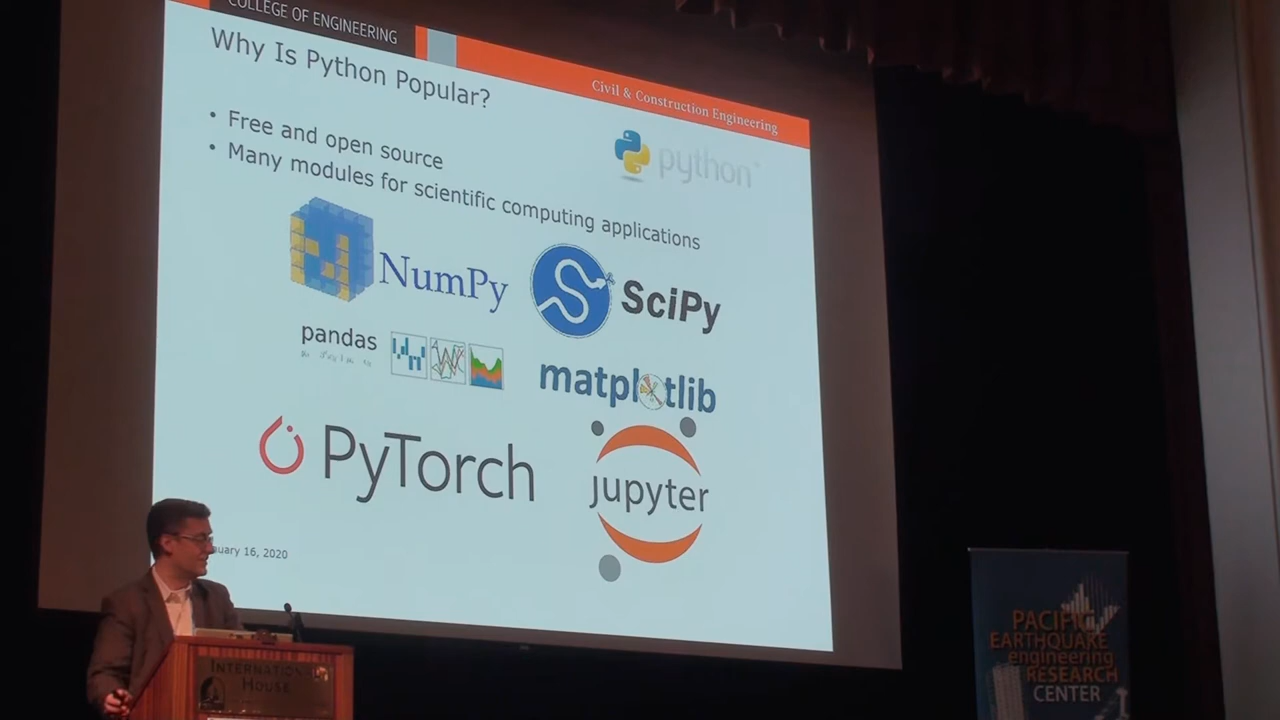 COLLEGE OF ENGINEERING
Why Is Python Popular?
Civil & Construction Engineering
• Free and open source
• Many modules for scientific computing applications
python
NumPy
SciPy
pandas
matplotlib
PyTorch
jupyter
uary 16, 2020
INTERNATIONAL
HOUSE
PACIFIC
EARTHQUAKE
engineering
RESEARCH
CENTER